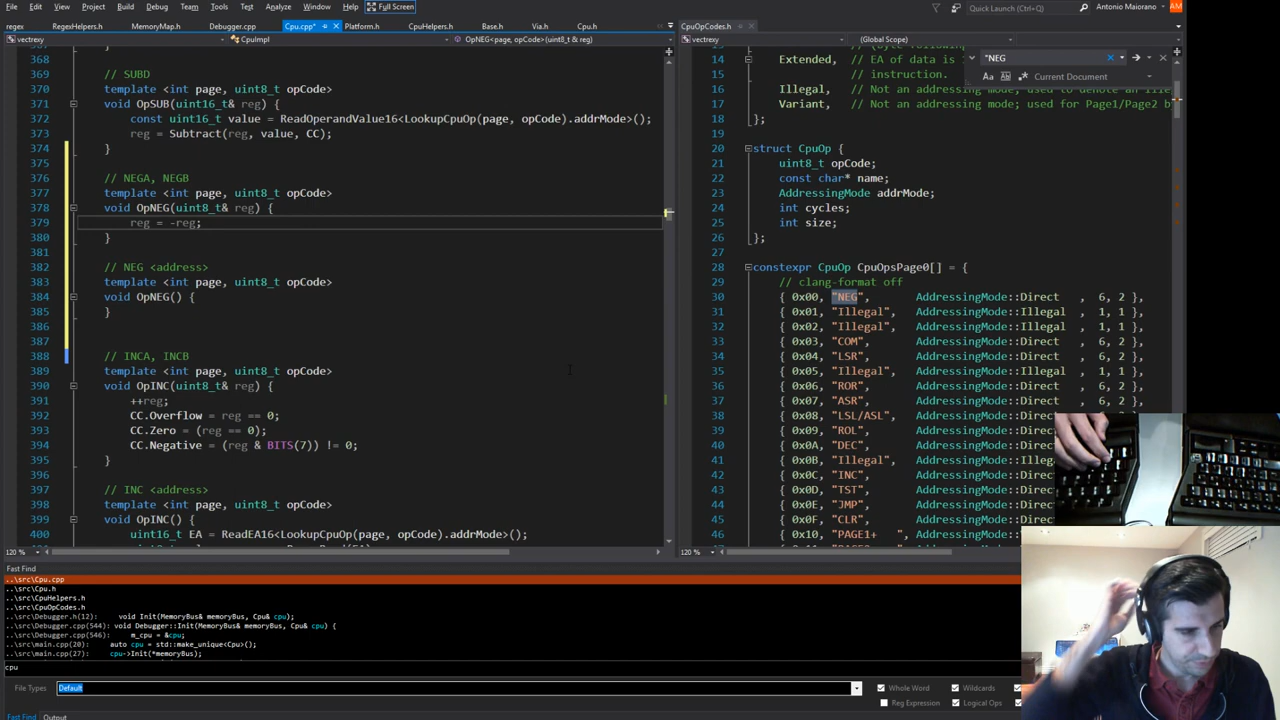 File Edit View Project Build Debug Team Tools Test Analyze Window Help Full Screen
Quick Launch (Ctrl+Q)
Antonio Maiorano AM
regex RegexHelpers.h MemoryMap.h Debugger.cpp Cpu.cpp* Platform.h CpuHelpers.h Base.h Via.h Cpu.h
CpuOpCodes.h
vectrexy CpuImpl OpNEG<page, opCode>(uint8_t & reg)
vectrexy (Global Scope)
368
369 // SUBD
370 template <int page, uint8_t opCode>
371 void OpSUB(uint16_t& reg) {
372 const uint16_t value = ReadOperandValue16<LookupCpuOp(page, opCode).addrMode>();
373 reg = Subtract(reg, value, CC);
374 }
375
376 // NEGA, NEGB
377 template <int page, uint8_t opCode>
378 void OpNEG(uint8_t& reg) {
379 reg = -reg;
380 }
381
382 // NEG <address>
383 template <int page, uint8_t opCode>
384 void OpNEG() {
385 }
386
387
388 // INCA, INCB
389 template <int page, uint8_t opCode>
390 void OpINC(uint8_t& reg) {
391 ++reg;
392 CC.Overflow = reg == 0;
393 CC.Zero = (reg == 0);
394 CC.Negative = (reg & BITS(7)) != 0;
395 }
396
397 // INC <address>
398 template <int page, uint8_t opCode>
399 void OpINC() {
400 uint16_t EA = ReadEA16<LookupCpuOp(page, opCode).addrMode>();
120 %
"NEG
Aa Current Document
14 Extended, // EA of data is
15 // instruction.
16 Illegal, // Not an addressing mode; used to denote an
17 Variant, // Not an addressing mode; used for Page1/Page2
18 };
19
20 struct CpuOp {
21 uint8_t opCode;
22 const char* name;
23 AddressingMode addrMode;
24 int cycles;
25 int size;
26 };
27
28 constexpr CpuOp CpuOpsPage0[] = {
29 // clang-format off
30 { 0x00, "NEG", AddressingMode::Direct , 6, 2 },
31 { 0x01, "Illegal", AddressingMode::Illegal , 1, 1 },
32 { 0x02, "Illegal", AddressingMode::Illegal , 1, 1 },
33 { 0x03, "COM", AddressingMode::Direct , 6, 2 },
34 { 0x04, "LSR", AddressingMode::Direct , 6, 2 },
35 { 0x05, "Illegal", AddressingMode::Illegal , 1, 1 },
36 { 0x06, "ROR", AddressingMode::Direct , 6, 2 },
37 { 0x07, "ASR", AddressingMode::Direct , 6, 2 },
38 { 0x08, "LSL/ASL", AddressingMode::Direct
39 { 0x09, "ROL", AddressingMode::Direct
40 { 0x0A, "DEC", AddressingMode::Direct
41 { 0x0B, "Illegal", AddressingMode::Illegal
42 { 0x0C, "INC", AddressingMode::Direct
43 { 0x0D, "TST", AddressingMode::Direct
44 { 0x0E, "JMP", AddressingMode::Direct
45 { 0x0F, "CLR", AddressingMode::Direct
46 { 0x10, "PAGE1+", AddressingMode::Variant
120 %
Fast Find
..\src\Cpu.cpp
..\src\Cpu.h
..\src\CpuHelpers.h
..\src\CpuOpCodes.h
..\src\Debugger.h(12): void Init(MemoryBus& memoryBus, Cpu& cpu);
..\src\Debugger.cpp(544): void Debugger::Init(MemoryBus& memoryBus, Cpu& cpu) {
..\src\Debugger.cpp(546): m_cpu = &cpu;
..\src\main.cpp(20): auto cpu = std::make_unique<Cpu>();
..\src\main.cpp(27): cpu->Init(*memoryBus);
cpu
File Types Default Whole Word Wildcards
Reg Expression Logical Ops
Fast Find Output